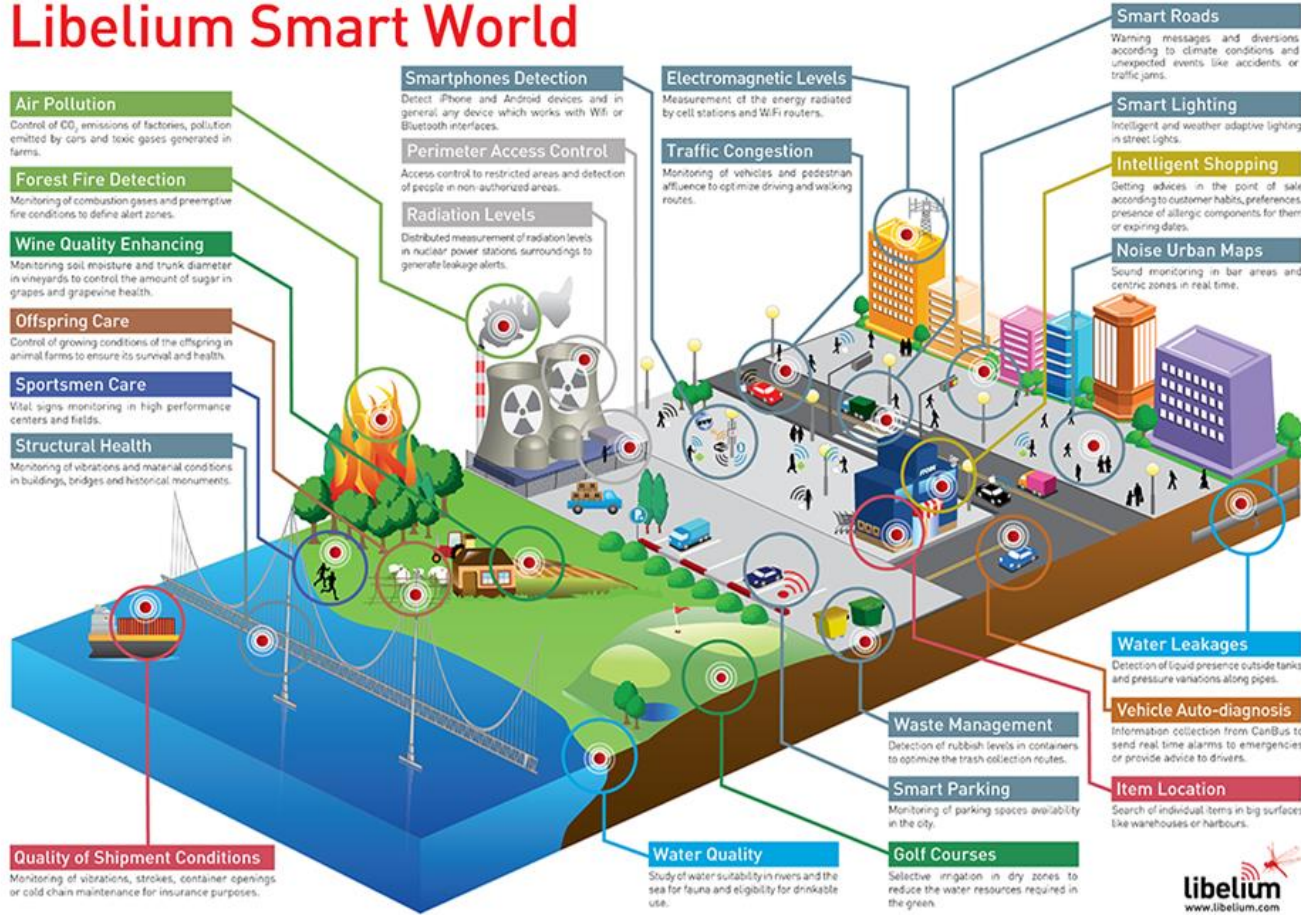 Libelium Smart World
Air Pollution
Control of CO₂ emissions of factories, pollution
emitted by cars and toxic gases generated in
farms.
Forest Fire Detection
Monitoring of combustion gases and preemptive
fire conditions to define alert zones.
Wine Quality Enhancing
Monitoring soil moisture and trunk diameter
in vineyards to control the amount of sugar in
grapes and grapevine health.
Offspring Care
Control of growing conditions of the offspring in
animal farms to ensure its survival and health.
Sportsmen Care
Vital signs monitoring in high performance
centers and fields.
Structural Health
Monitoring of vibrations and material conditions
in buildings, bridges and historical monuments.
Quality of Shipment Conditions
Monitoring of vibrations, strokes, container openings
or cold chain maintenance for insurance purposes.
Smartphones Detection
Detect iPhone and Android devices and in
general any device which works with Wifi or
Bluetooth interfaces.
Perimeter Access Control
Access control to restricted areas and detection
of people in non-authorized areas.
Radiation Levels
Distributed measurement of radiation levels
in nuclear power stations surroundings to
generate leakage alerts.
Electromagnetic Levels
Measurement of the energy radiated
by cell stations and WiFi routers.
Traffic Congestion
Monitoring of vehicles and pedestrian
affluence to optimize driving and walking
routes.
Smart Roads
Warning messages and diversions
according to climate conditions and
unexpected events like accidents or
traffic jams.
Smart Lighting
Intelligent and weather adaptive lighting
in street lights.
Intelligent Shopping
Getting advices in the point of sale
according to customer habits, preferences,
presence of allergic components for them
or expiring dates.
Noise Urban Maps
Sound monitoring in bar areas and
centric zones in real time.
STORE
P
Water Leakages
Detection of liquid presence outside tanks
and pressure variations along pipes.
Vehicle Auto-diagnosis
Information collection from CanBus to
send real time alarms to emergencies
or provide advice to drivers.
Item Location
Search of individual items in big surfaces
like warehouses or harbours.
Waste Management
Detection of rubbish levels in containers
to optimize the trash collection routes.
Smart Parking
Monitoring of parking spaces availability
in the city.
Golf Courses
Selective irrigation in dry zones to
reduce the water resources required in
the green.
Water Quality
Study of water suitability in rivers and the
sea for fauna and eligibility for drinkable
use.
libelium
www.libelium.com